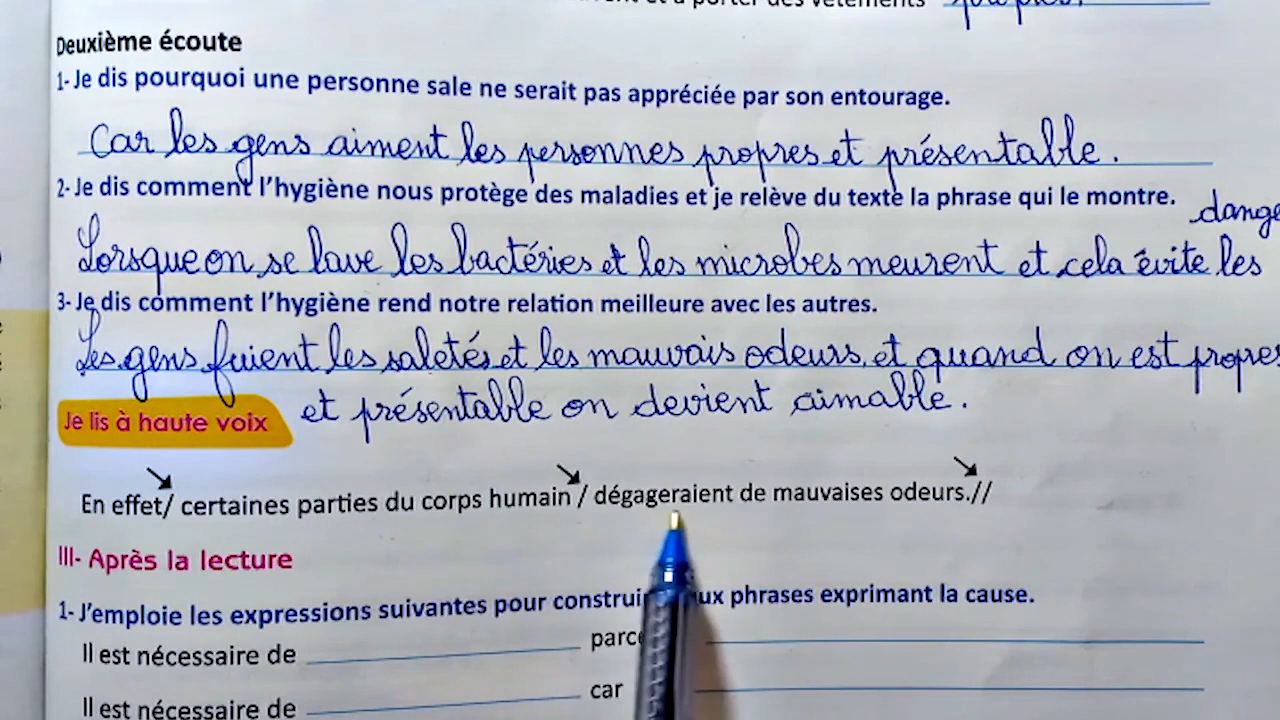 à porter des vêtements propres.
Deuxième écoute
1- Je dis pourquoi une personne sale ne serait pas appréciée par son entourage.
Car les gens aiment les personnes propres et présentable.
2- Je dis comment l'hygiène nous protège des maladies et je relève du texte la phrase qui le montre.
Lorsque on se lave les bactéries et les microbes meurent et cela évite les
3- Je dis comment l'hygiène rend notre relation meilleure avec les autres.
Les gens fuient les saletés et les mauvais odeurs, et quand on est propres
et présentable on devient aimable.
Je lis à haute voix
En effet/ certaines parties du corps humain / dégageraient de mauvaises odeurs.//
III- Après la lecture
1- J'emploie les expressions suivantes pour phrases exprimant la cause.
Il est nécessaire de
Il est nécessaire de car